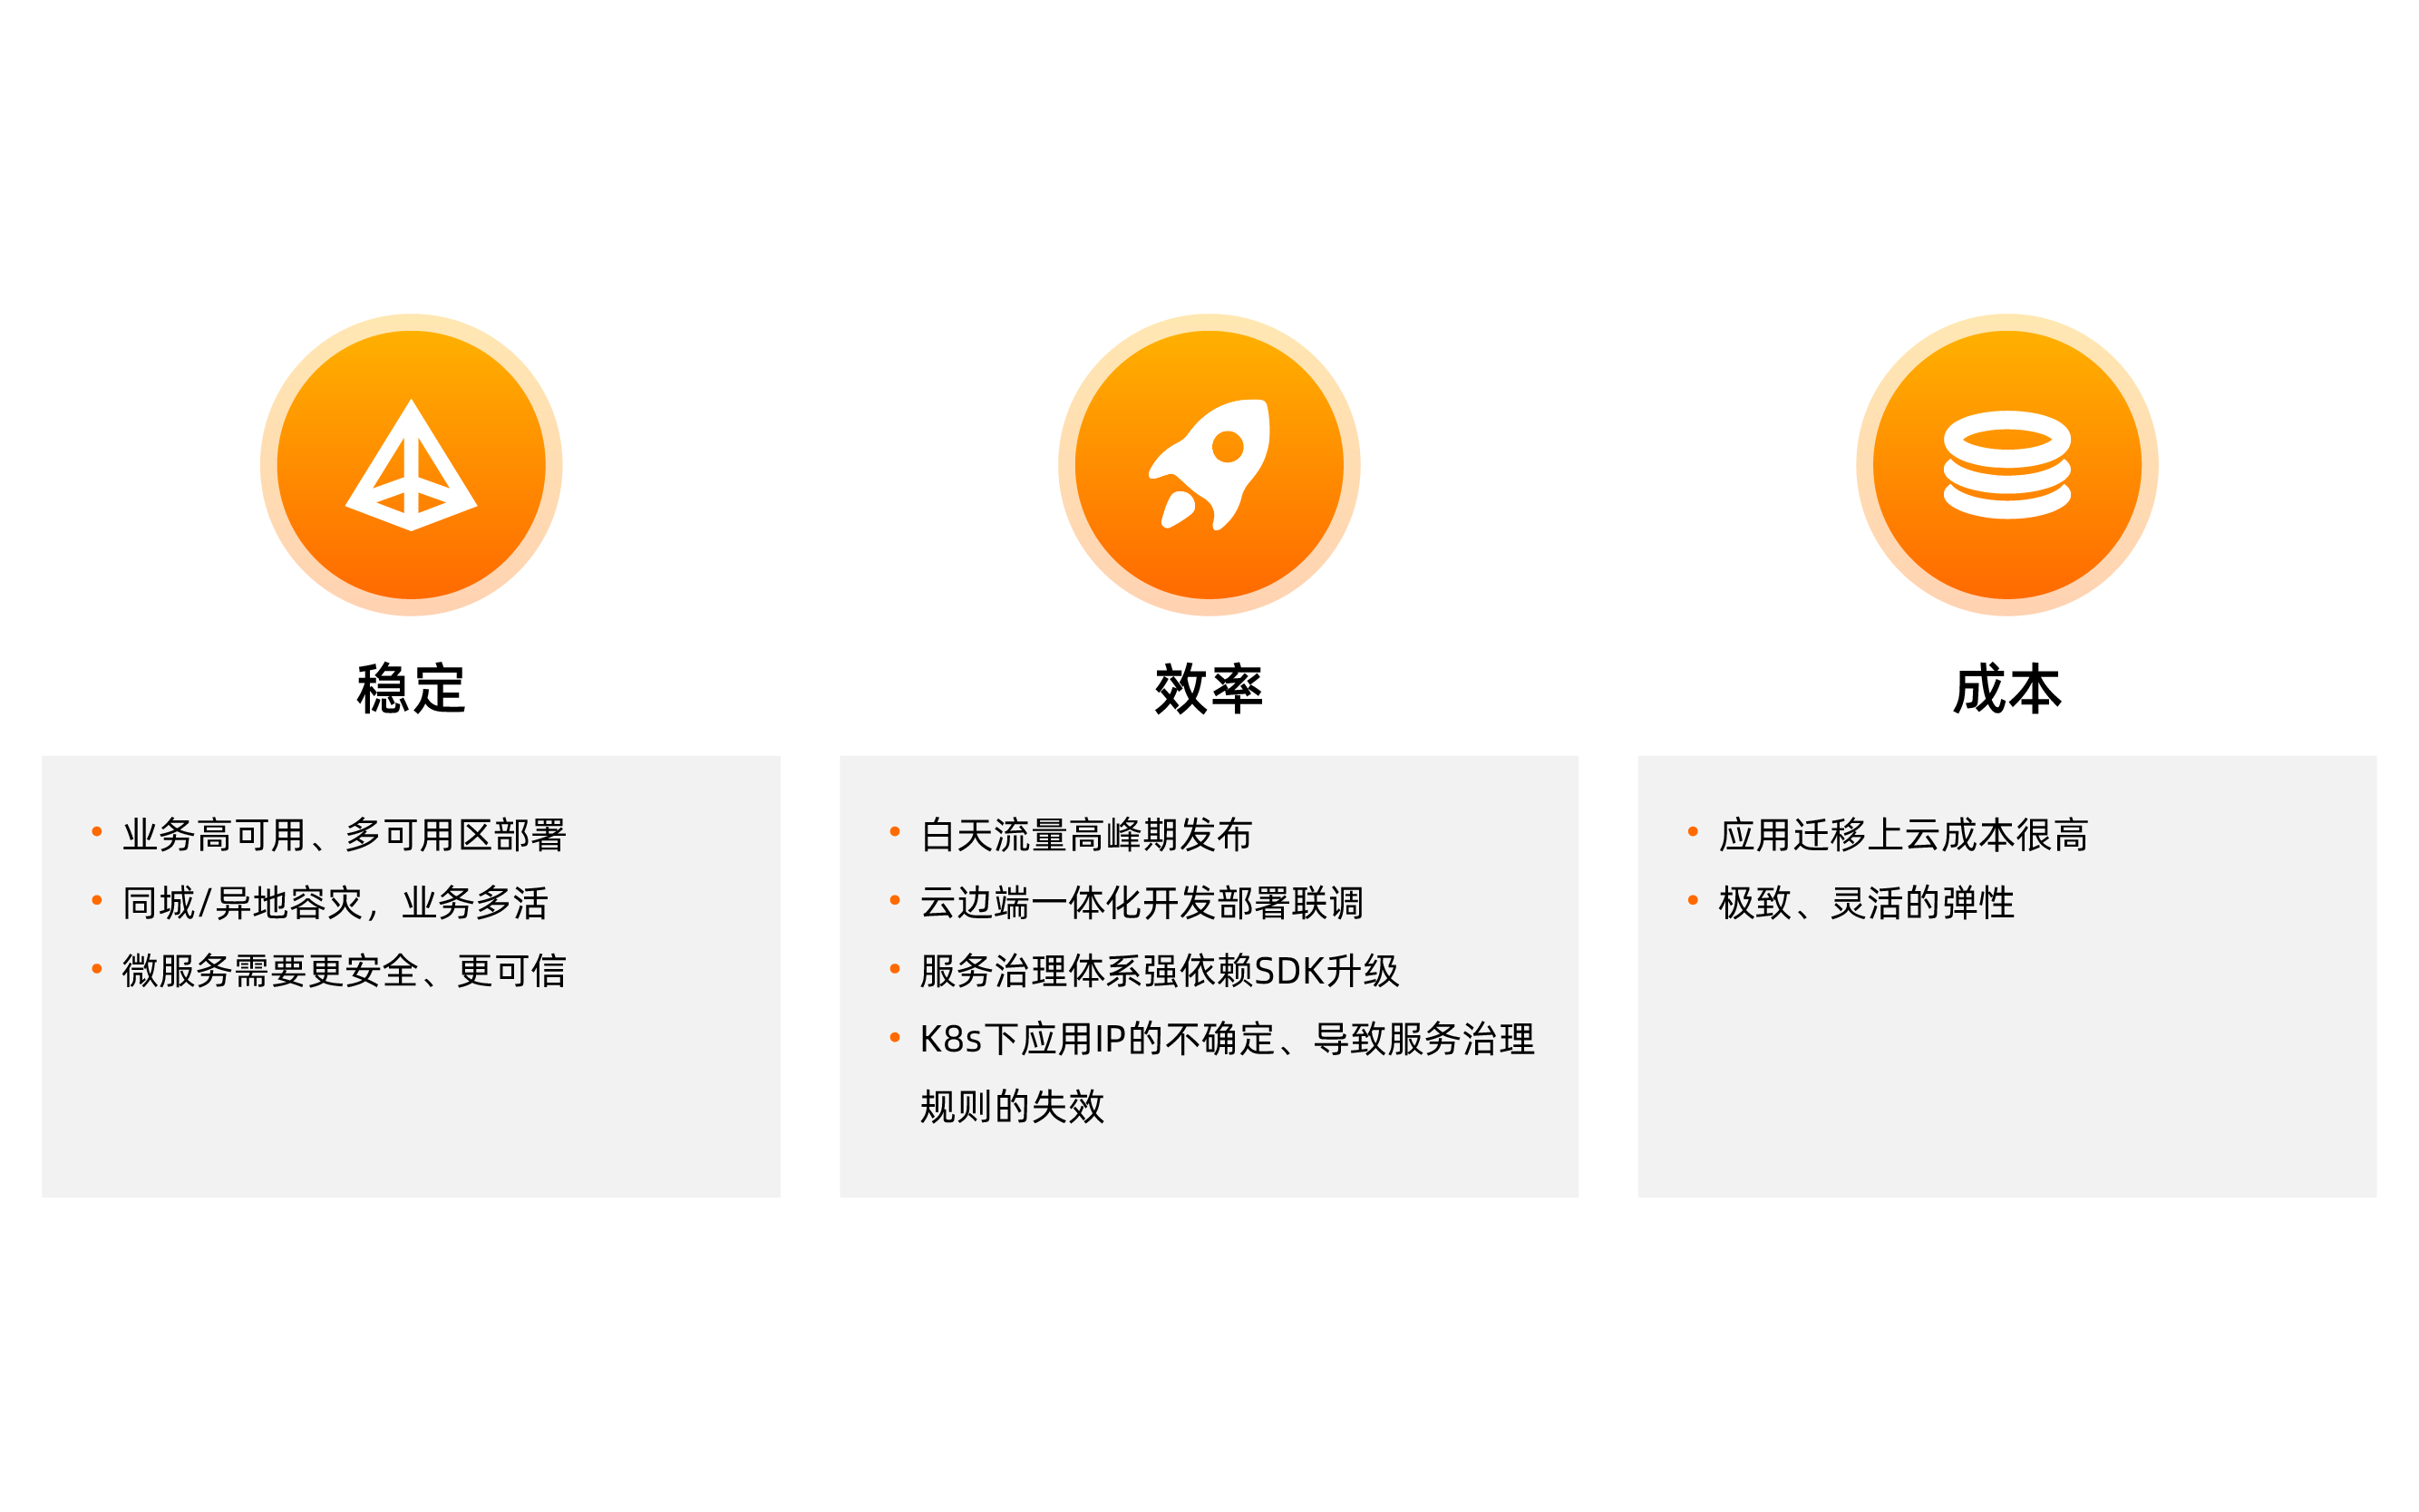 稳定
业务高可用、多可用区部署
同城/异地容灾，业务多活
微服务需要更安全、更可信
效率
白天流量高峰期发布
云边端一体化开发部署联调
服务治理体系强依赖SDK升级
K8s下应用IP的不确定、导致服务治理
规则的失效
成本
应用迁移上云成本很高
极致、灵活的弹性